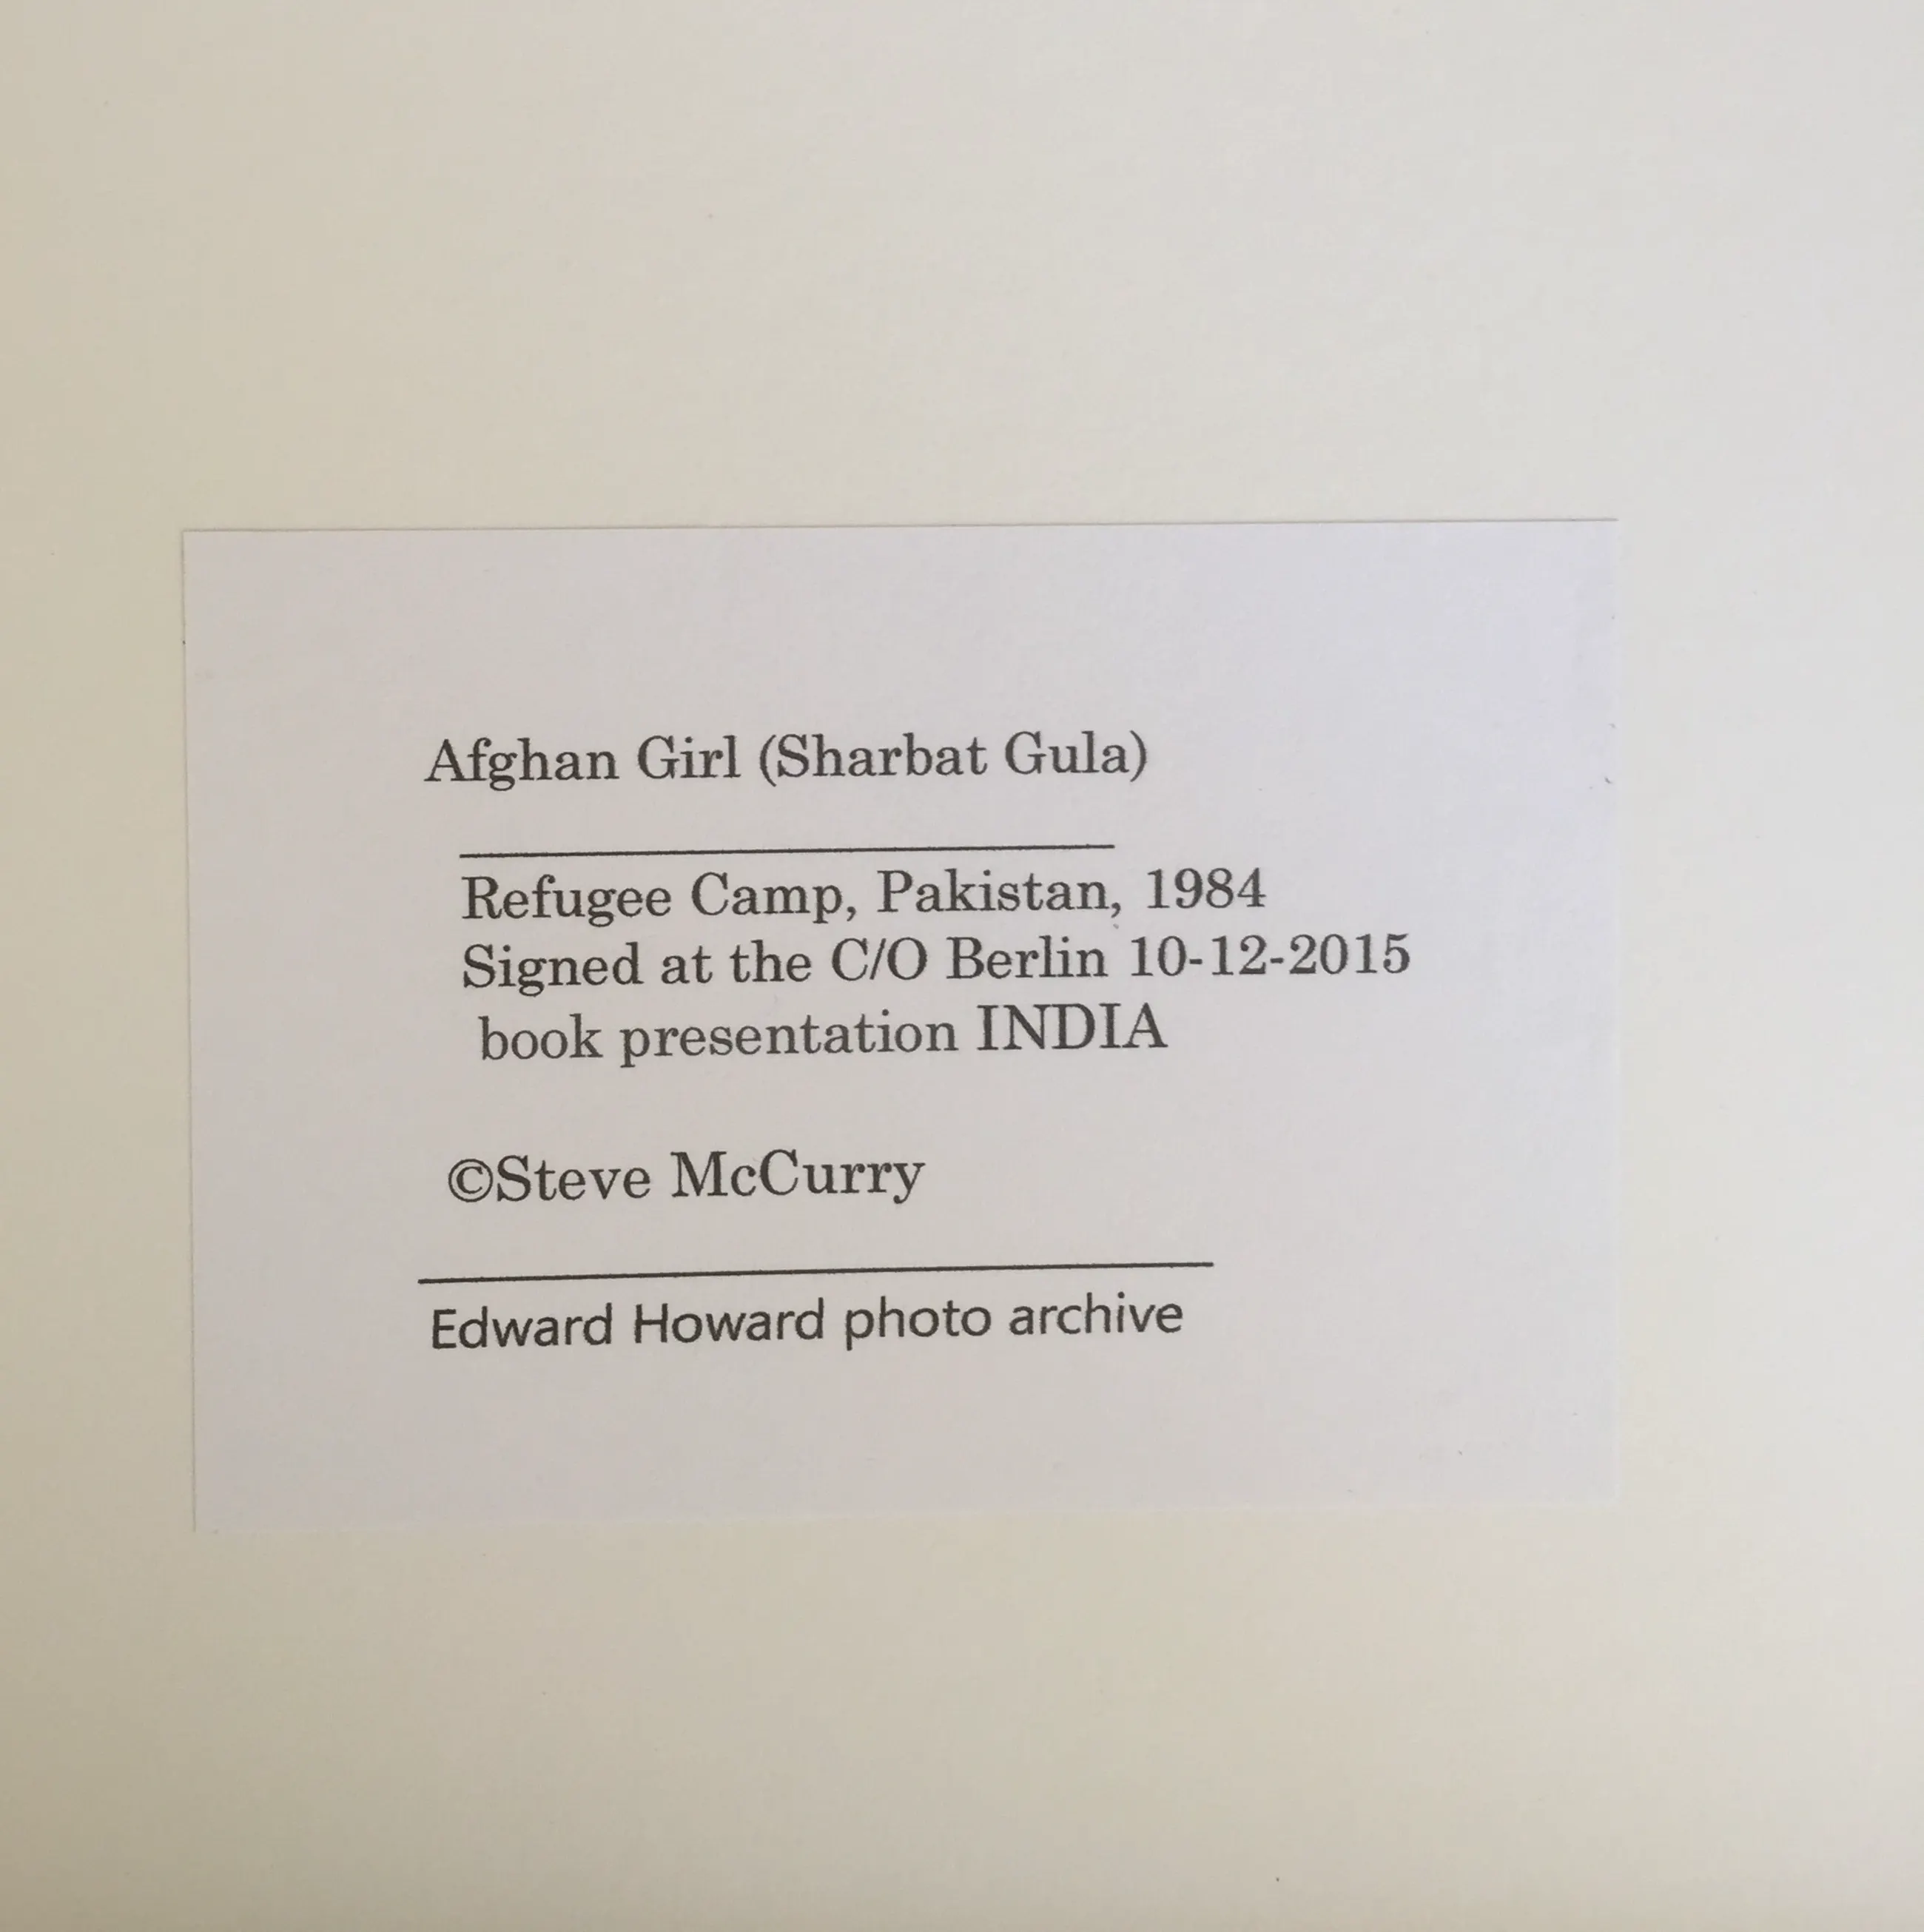 Afghan Girl (Sharbat Gula)
Refugee Camp, Pakistan, 1984
Signed at the C/O Berlin 10-12-2015
book presentation INDIA
©Steve McCurry
Edward Howard photo archive